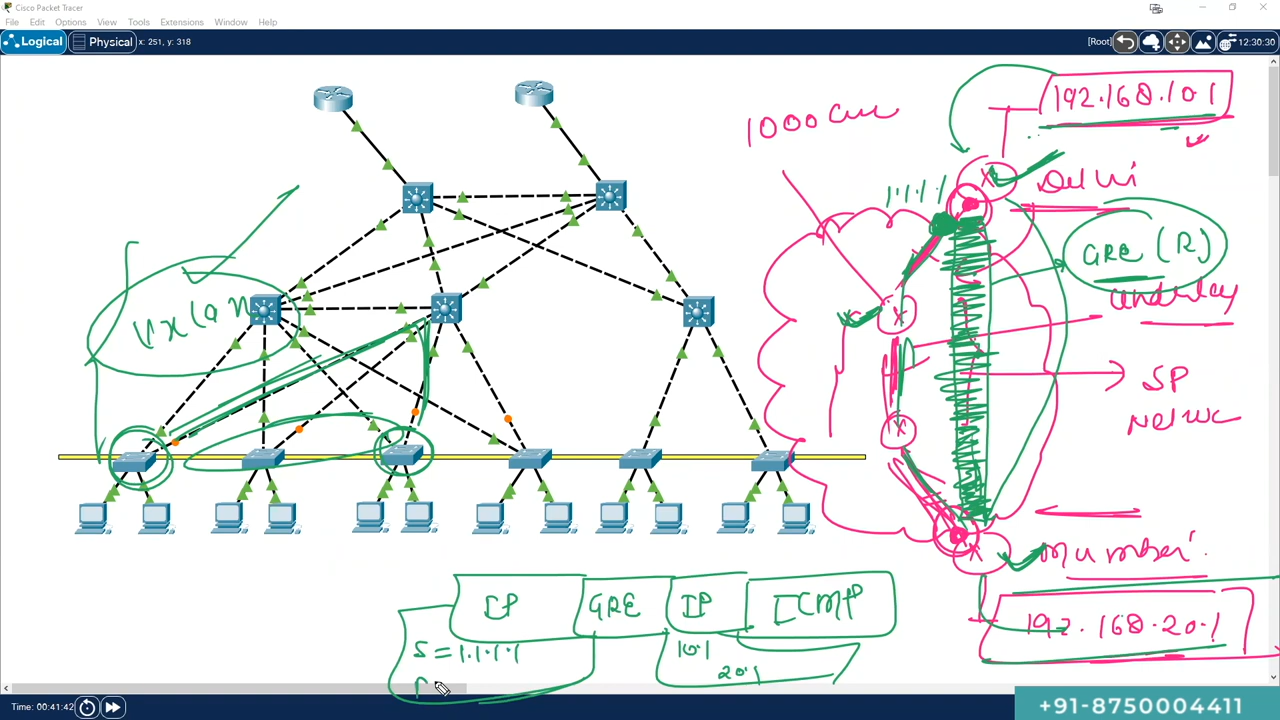 Cisco Packet Tracer
File Edit Options View Tools Extensions Window Help
Logical Physical x: 251, y: 318 [Root] 12:30:30
192.168.10.1
1000
Delhi
1.1.1.1
GRE (R)
underlay
Vxlan
SP
Mumbai
192.168.20.1
IP GRE IP ICMP
S = 1.1.1.1
10.1
20.1
Time: 00:41:42
+91-8750004411